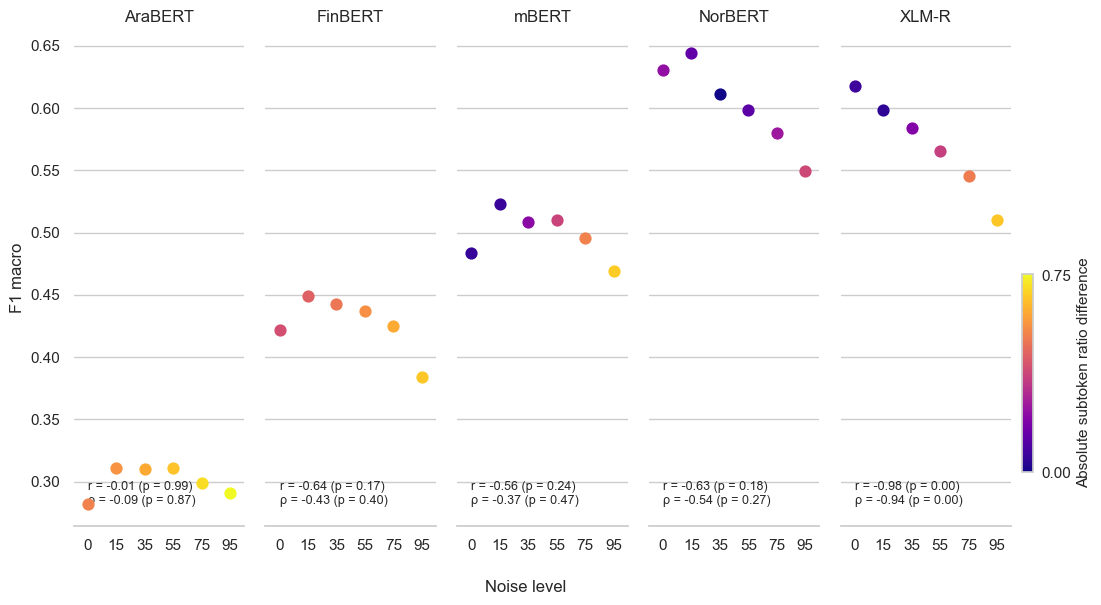 AraBERT FinBERT mBERT NorBERT XLM-R
0.65
0.60
0.55
0.50
0.45
0.40
0.35
0.30
F1 macro
r = -0.01 (p = 0.99)
ρ = -0.09 (p = 0.87)
r = -0.64 (p = 0.17)
ρ = -0.43 (p = 0.40)
r = -0.56 (p = 0.24)
ρ = -0.37 (p = 0.47)
r = -0.63 (p = 0.18)
ρ = -0.54 (p = 0.27)
r = -0.98 (p = 0.00)
ρ = -0.94 (p = 0.00)
0 15 35 55 75 95 0 15 35 55 75 95 0 15 35 55 75 95 0 15 35 55 75 95 0 15 35 55 75 95
Noise level
0.75
0.00
Absolute subtoken ratio difference